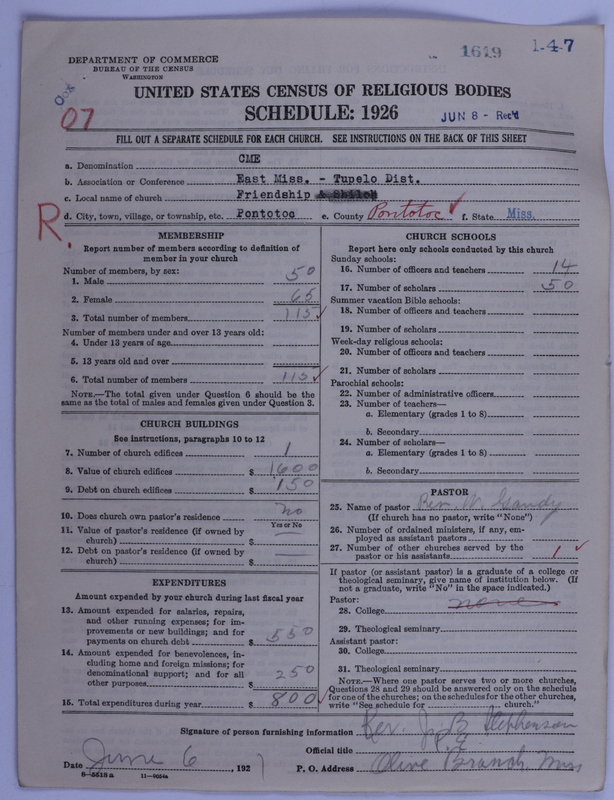 1619
1-4-7
DEPARTMENT OF COMMERCE
BUREAU OF THE CENSUS
WASHINGTON
07
UNITED STATES CENSUS OF RELIGIOUS BODIES
SCHEDULE: 1926
JUN 8 - Rec'd
FILL OUT A SEPARATE SCHEDULE FOR EACH CHURCH. SEE INSTRUCTIONS ON THE BACK OF THIS SHEET
a. Denomination CME
b. Association or Conference East Miss. - Tupelo Dist.
c. Local name of church Friendship & Shiloh
R.
d. City, town, village, or township, etc. Pontotoc e. County Pontotoc f. State Miss.
MEMBERSHIP
Report number of members according to definition of
member in your church
Number of members, by sex:
1. Male 50
2. Female 65
3. Total number of members 115
Number of members under and over 13 years old:
4. Under 13 years of age
5. 13 years old and over
6. Total number of members 115
NOTE.—The total given under Question 6 should be
same as the total of males and females given under Question 3.
CHURCH BUILDINGS
See instructions, paragraphs 10 to 12
7. Number of church edifices 1
8. Value of church edifices $ 1600
9. Debt on church edifices $ 150
10. Does church own pastor's residence no
Yes or No
11. Value of pastor's residence (if owned by
church) $ —
12. Debt on pastor's residence (if owned by
church) $ —
EXPENDITURES
Amount expended by your church during last fiscal year
13. Amount expended for salaries, repairs,
and other running expenses; for im-
provements or new buildings; and for
payments on church debt $ 550
14. Amount expended for benevolences, in-
cluding home and foreign missions; for
denominational support; and for all
other purposes $ 250
15. Total expenditures during year $ 800
CHURCH SCHOOLS
Report here only schools conducted by this church
Sunday schools:
16. Number of officers and teachers 14
17. Number of scholars 50
Summer vacation Bible schools:
18. Number of officers and teachers
19. Number of scholars
Week-day religious schools:
20. Number of officers and teachers
21. Number of scholars
Parochial schools:
22. Number of administrative officers
23. Number of teachers—
a. Elementary (grades 1 to 8)
b. Secondary
24. Number of scholars—
a. Elementary (grades 1 to 8)
b. Secondary
PASTOR
25. Name of pastor Rev. W. Gandy
(If church has no pastor, write "None")
26. Number of ordained ministers, if any, em-
ployed as assistant pastors
27. Number of other churches served by the
pastor or his assistants 1
If pastor (or assistant pastor) is a graduate of a college or
theological seminary, give name of institution below. (If
not a graduate, write "No" in the space indicated.)
Pastor:
28. College none
29. Theological seminary
Assistant pastor:
30. College
31. Theological seminary
NOTE.—Where one pastor serves two or more churches,
Questions 28 and 29 should be answered only on the schedule
for one of the churches; on the schedules for the other churches,
write "See schedule for church."
Signature of person furnishing information Rev. J. B. Stephenson
Official title P. E.
Date June 6, 1927 P. O. Address Olive Branch, Miss
8—5518 a 11—9054a